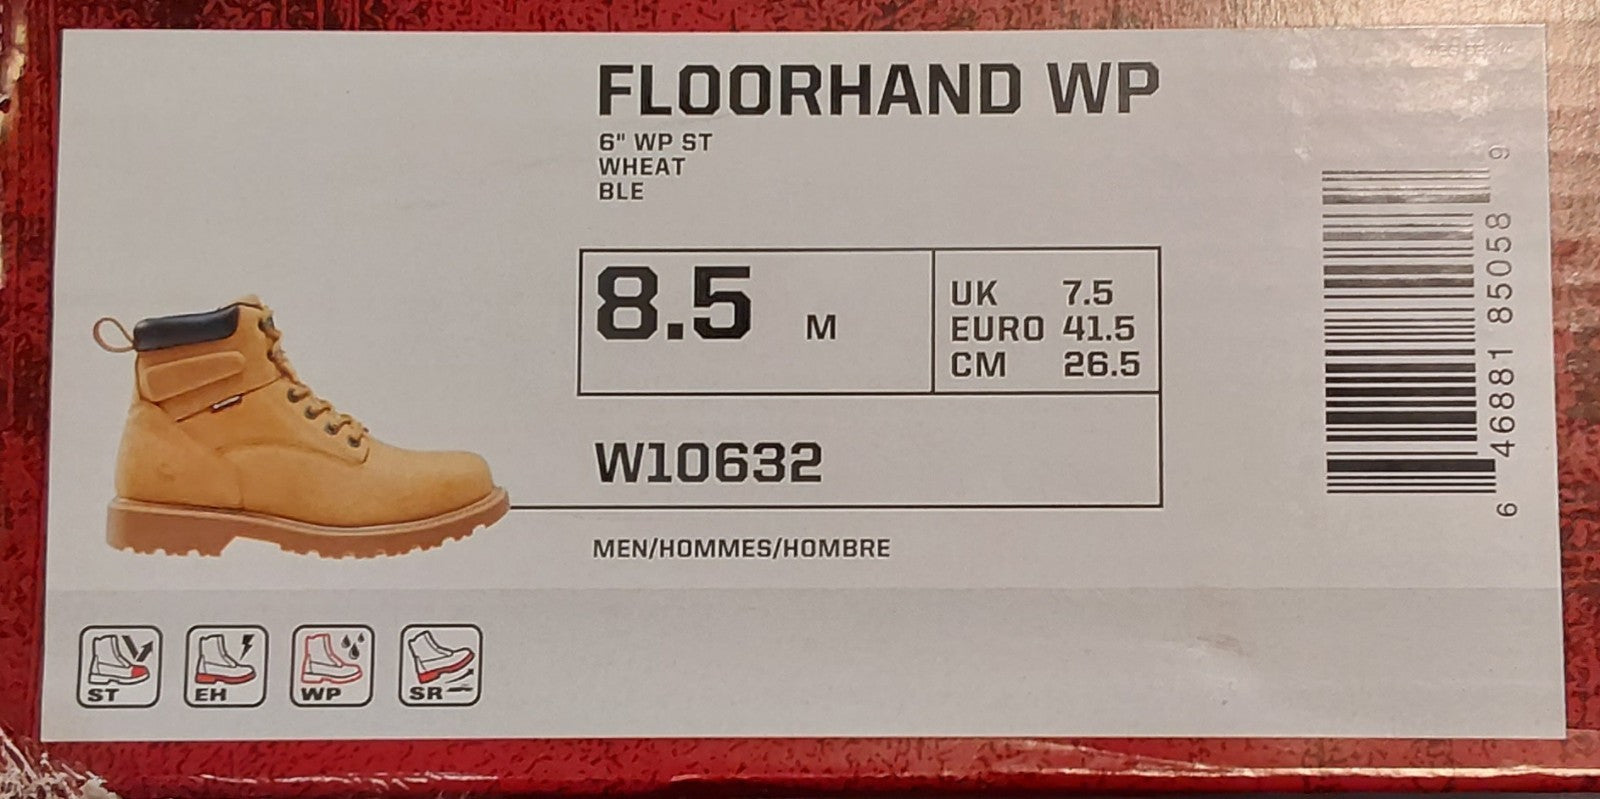 FLOORHAND WP
6" WP ST
WHEAT
BLE
8.5 M
UK 7.5
EURO 41.5
CM 26.5
W10632
MEN/HOMMES/HOMBRE
ST
EH
WP
SR
6 46881 85058 9